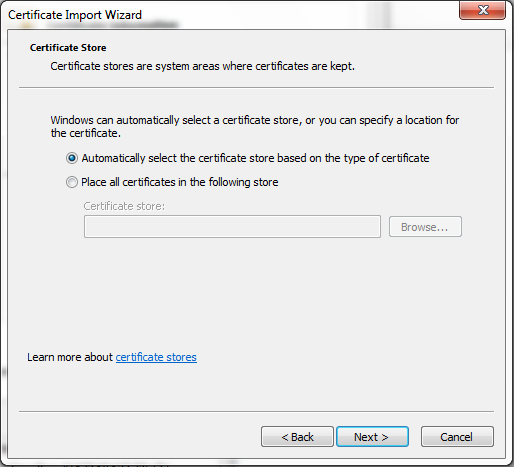 Certificate Import Wizard
Certificate Store
Certificate stores are system areas where certificates are kept.
Windows can automatically select a certificate store, or you can specify a location for
the certificate.
Automatically select the certificate store based on the type of certificate
Place all certificates in the following store
Certificate store:
Browse...
Learn more about certificate stores
< Back
Next >
Cancel